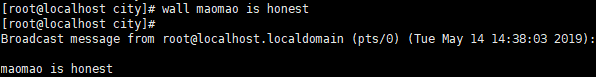 [root@localhost city]# wall maomao is honest
[root@localhost city]#
Broadcast message from root@localhost.localdomain (pts/0) (Tue May 14 14:38:03 2019):
maomao is honest